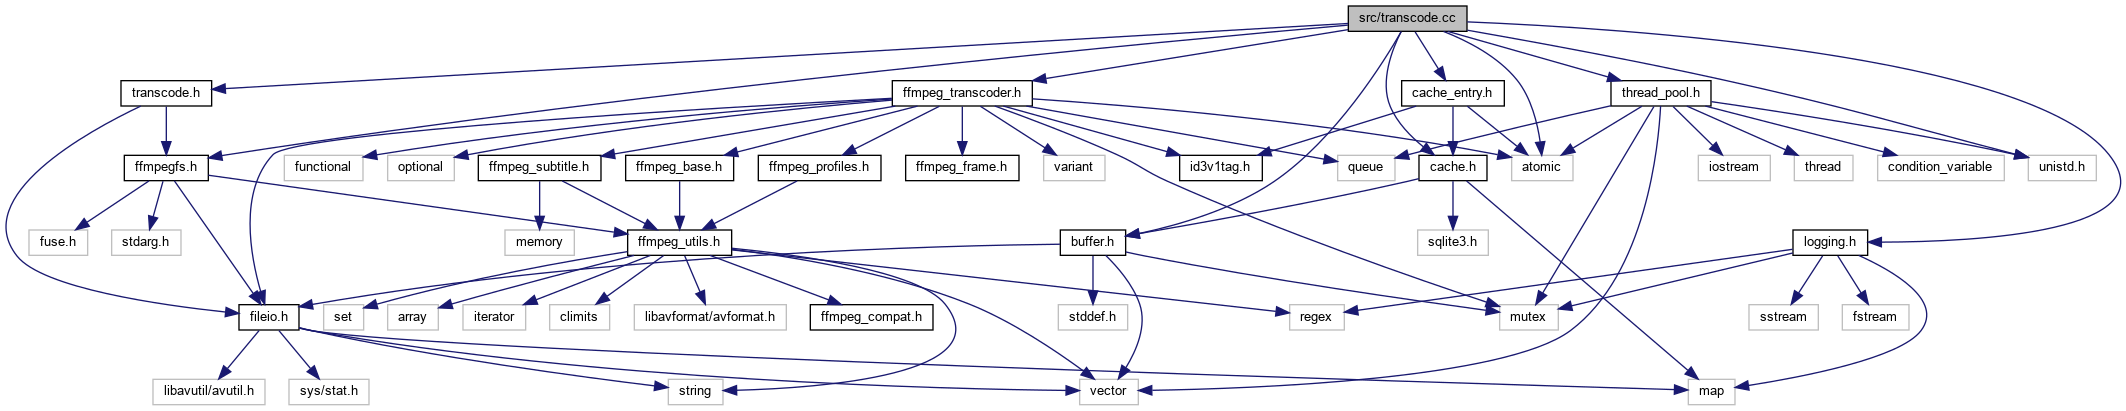 src/transcode.cc
transcode.h
ffmpeg_transcoder.h
cache_entry.h
thread_pool.h
ffmpegfs.h
functional
optional
ffmpeg_subtitle.h
ffmpeg_base.h
ffmpeg_profiles.h
ffmpeg_frame.h
variant
id3v1tag.h
queue
cache.h
atomic
iostream
thread
condition_variable
unistd.h
fuse.h
stdarg.h
memory
ffmpeg_utils.h
buffer.h
sqlite3.h
logging.h
fileio.h
set
array
iterator
climits
libavformat/avformat.h
ffmpeg_compat.h
stddef.h
regex
mutex
sstream
fstream
libavutil/avutil.h
sys/stat.h
string
vector
map